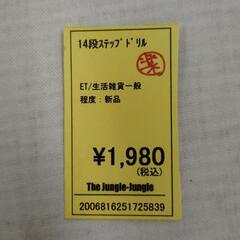 14段ｽﾃｯﾌﾟﾄﾞﾘﾙ
楽
ET/生活雑貨一般
程度：新品
¥1,980
(税込)
The Jungle-Jungle
2006816251725839